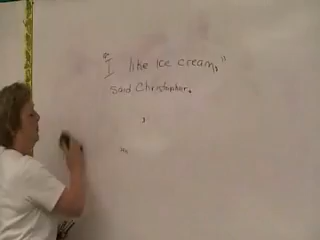 "I like ice cream,"
said Christopher.
,
"